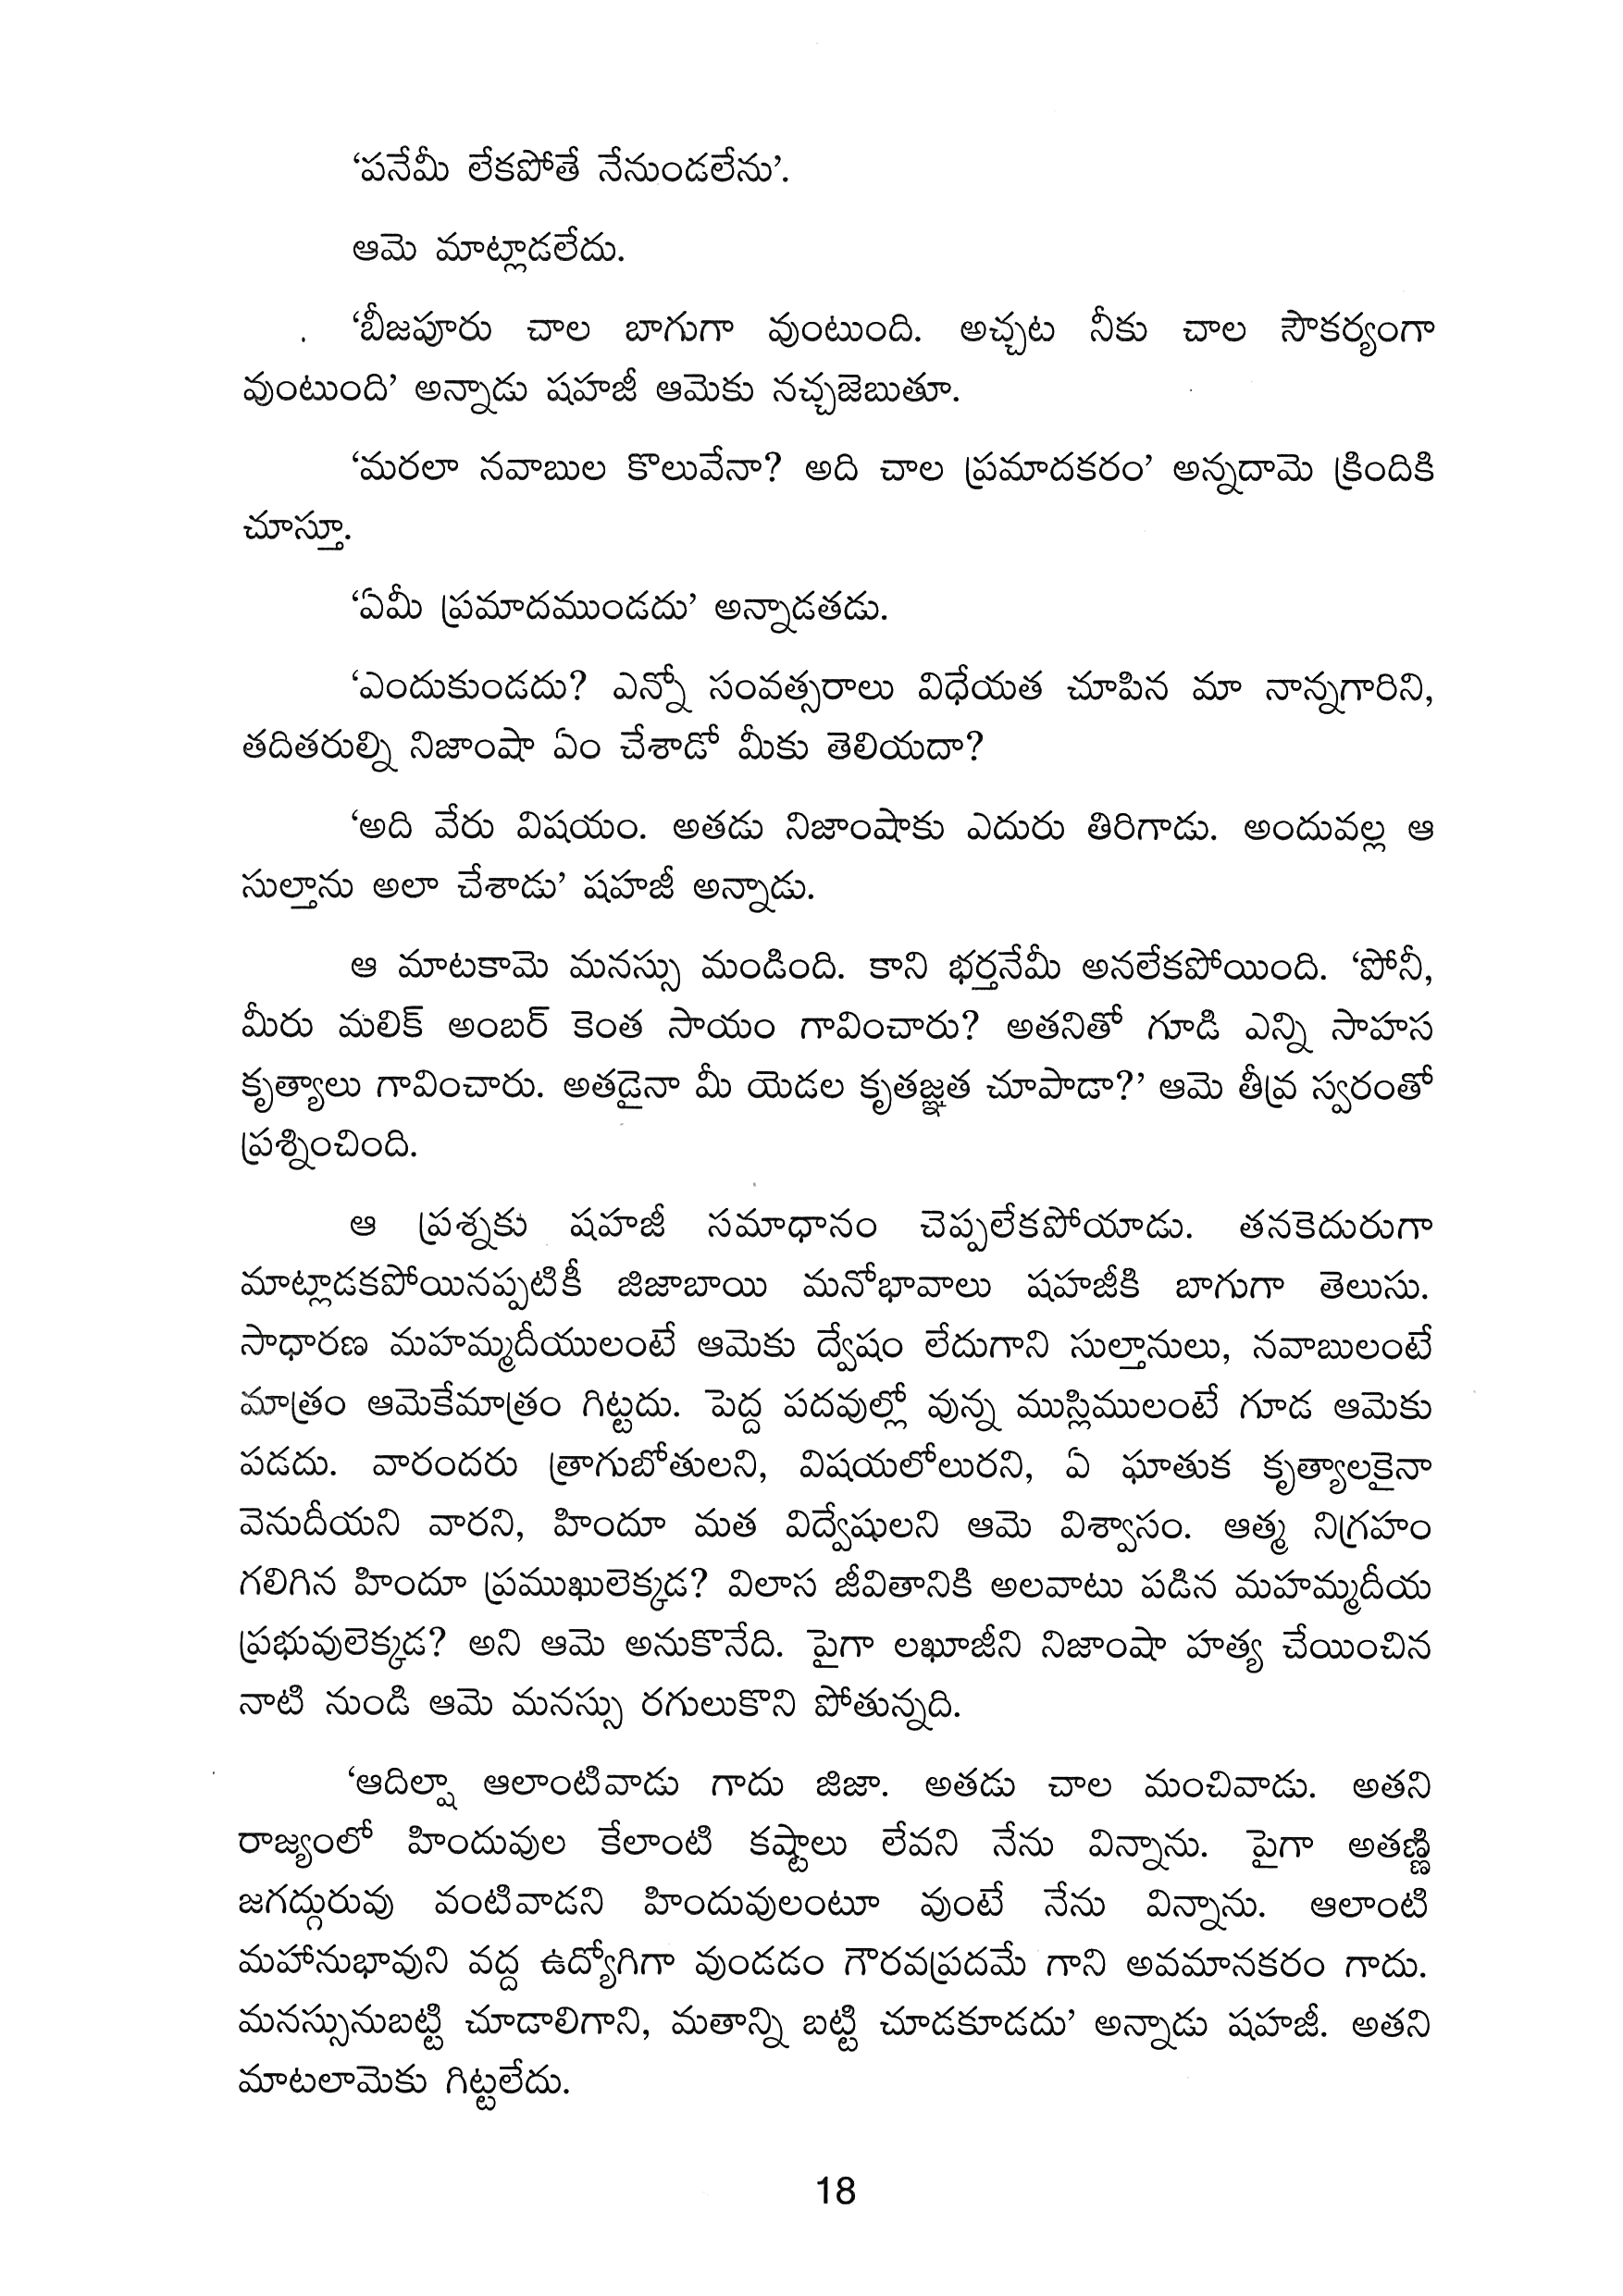 ‘పనేమీ లేకపోతే నేనుండలేను’.
ఆమె మాట్లాడలేదు.
‘బీజపూరు చాల బాగుగా వుంటుంది. అచ్చట నీకు చాల సౌకర్యంగా
వుంటుంది’ అన్నాడు షహజీ ఆమెకు నచ్చజెబుతూ.
‘మరలా నవాబుల కొలువేనా? అది చాల ప్రమాదకరం’ అన్నదామె క్రిందికి
చూస్తూ.
‘ఏమీ ప్రమాదముండదు’ అన్నాడతడు.
‘ఎందుకుండదు? ఎన్నో సంవత్సరాలు విధేయత చూపిన మా నాన్నగారిని,
తదితరుల్ని నిజాంషా ఏం చేశాడో మీకు తెలియదా?
‘అది వేరు విషయం. అతడు నిజాంషాకు ఎదురు తిరిగాడు. అందువల్ల ఆ
సుల్తాను అలా చేశాడు’ షహజీ అన్నాడు.
ఆ మాటకామె మనస్సు మండింది. కాని భర్తనేమీ అనలేకపోయింది. ‘పోనీ,
మీరు మలిక్ అంబర్ కెంత సాయం గావించారు? అతనితో గూడి ఎన్ని సాహస
కృత్యాలు గావించారు. అతడైనా మీ యెడల కృతజ్ఞత చూపాడా?’ ఆమె తీవ్ర స్వరంతో
ప్రశ్నించింది.
ఆ ప్రశ్నకు షహజీ సమాధానం చెప్పలేకపోయాడు. తనకెదురుగా
మాట్లాడకపోయినప్పటికీ జిజాబాయి మనోభావాలు షహజీకి బాగుగా తెలుసు.
సాధారణ మహమ్మదీయులంటే ఆమెకు ద్వేషం లేదుగాని సుల్తానులు, నవాబులంటే
మాత్రం ఆమెకేమాత్రం గిట్టదు. పెద్ద పదవుల్లో వున్న ముస్లిములంటే గూడ ఆమెకు
పడదు. వారందరు త్రాగుబోతులని, విషయలోలురని, ఏ ఘాతుక కృత్యాలకైనా
వెనుదీయని వారని, హిందూ మత విద్వేషులని ఆమె విశ్వాసం. ఆత్మ నిగ్రహం
గలిగిన హిందూ ప్రముఖులెక్కడ? విలాస జీవితానికి అలవాటు పడిన మహమ్మదీయ
ప్రభువులెక్కడ? అని ఆమె అనుకొనేది. పైగా లఖూజీని నిజాంషా హత్య చేయించిన
నాటి నుండి ఆమె మనస్సు రగులుకొని పోతున్నది.
‘ఆదిల్షా ఆలాంటివాడు గాదు జిజా. అతడు చాల మంచివాడు. అతని
రాజ్యంలో హిందువుల కేలాంటి కష్టాలు లేవని నేను విన్నాను. పైగా అతణ్ణి
జగద్గురువు వంటివాడని హిందువులంటూ వుంటే నేను విన్నాను. ఆలాంటి
మహానుభావుని వద్ద ఉద్యోగిగా వుండడం గౌరవప్రదమే గాని అవమానకరం గాదు.
మనస్సునుబట్టి చూడాలిగాని, మతాన్ని బట్టి చూడకూడదు’ అన్నాడు షహజీ. అతని
మాటలామెకు గిట్టలేదు.
18